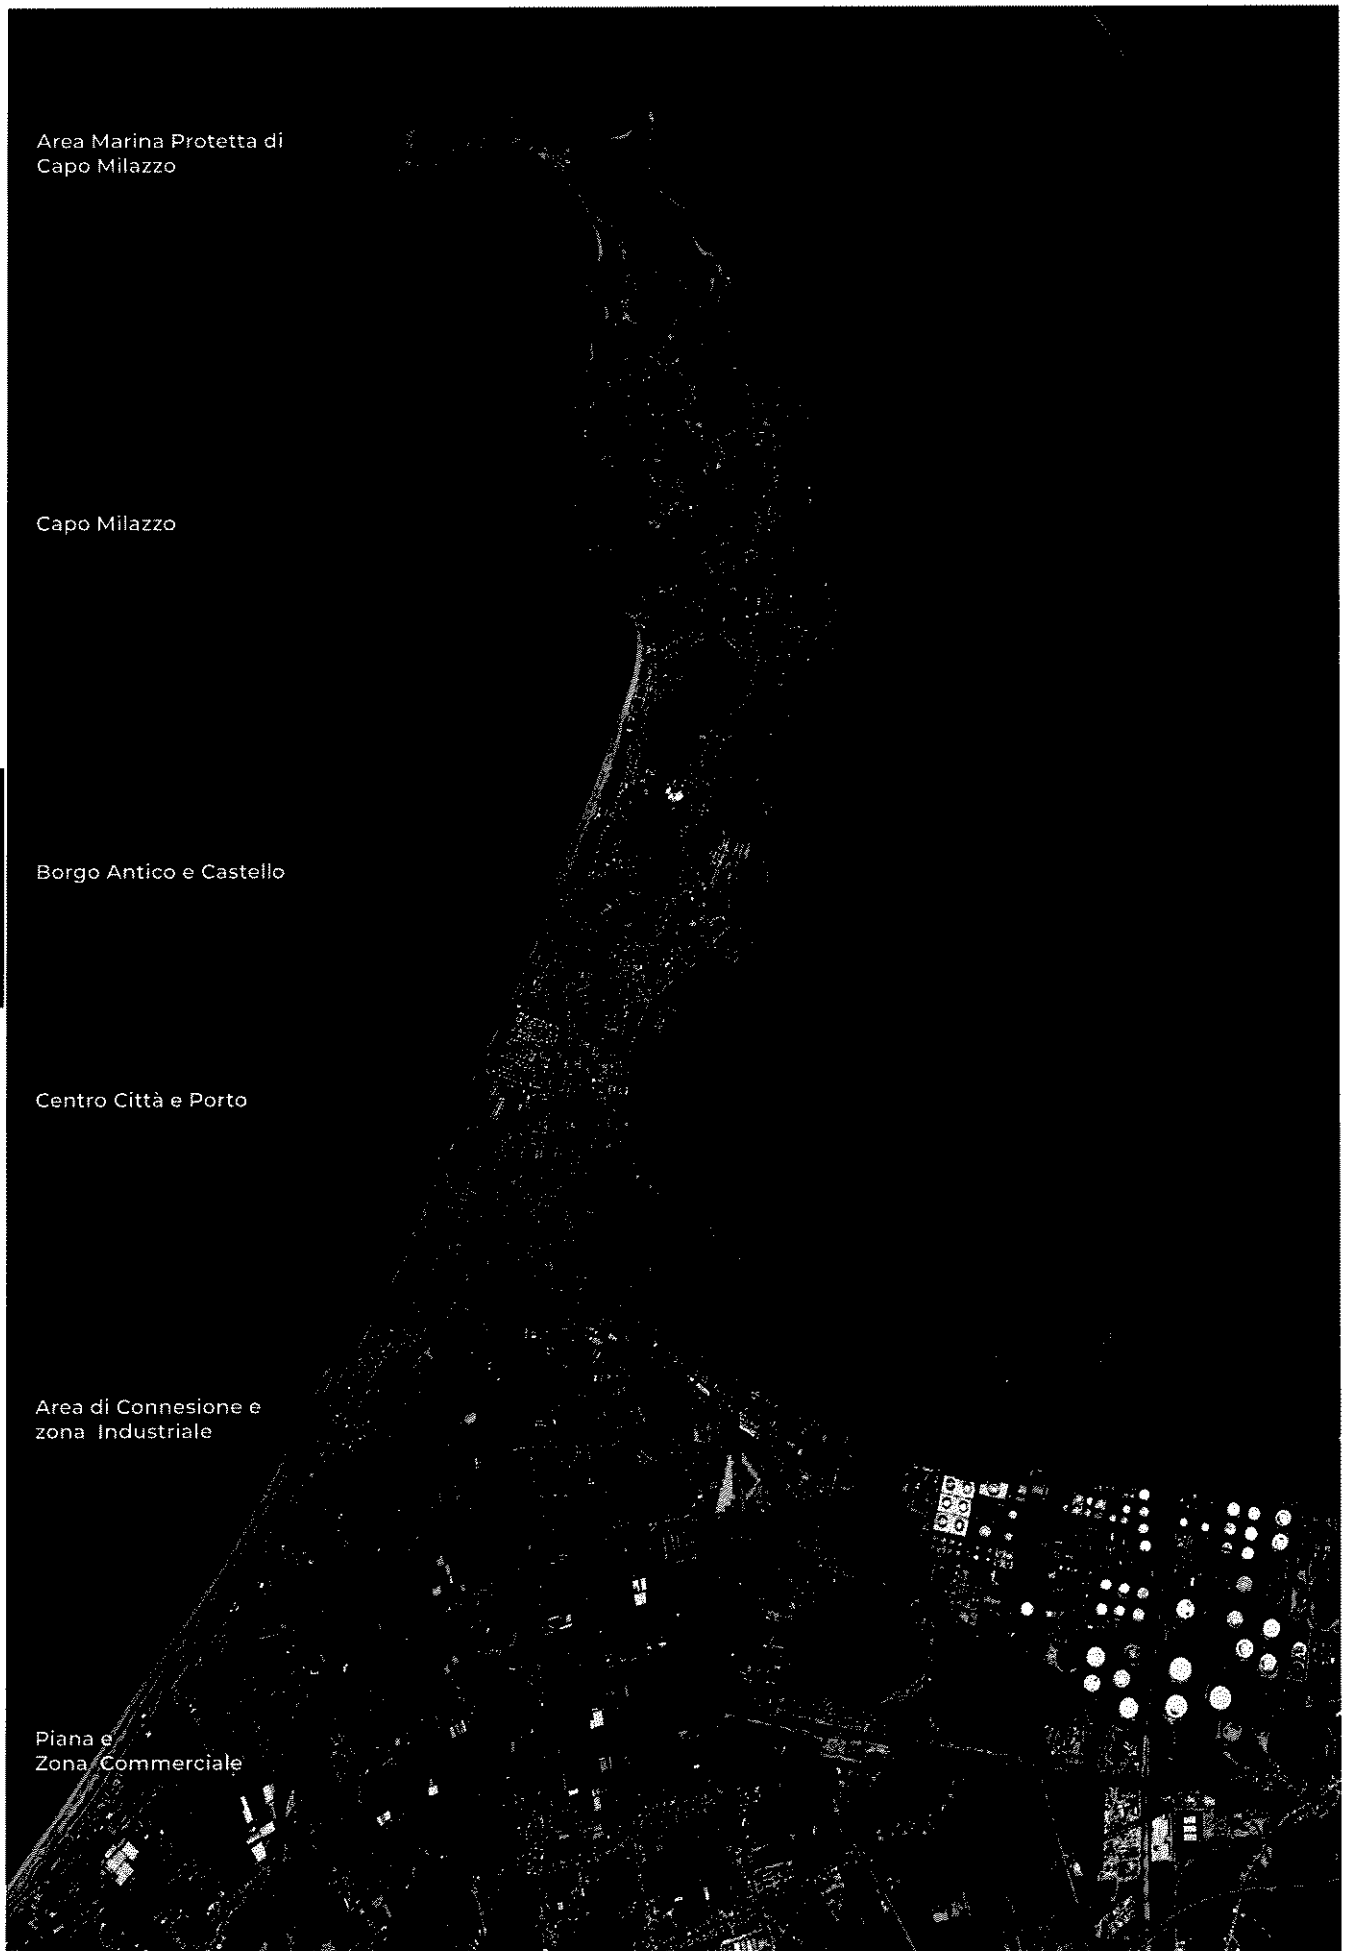 Area Marina Protetta di
Capo Milazzo
Capo Milazzo
Borgo Antico e Castello
Centro Città e Porto
Area di Connesione e
zona Industriale
Piana e
Zona Commerciale